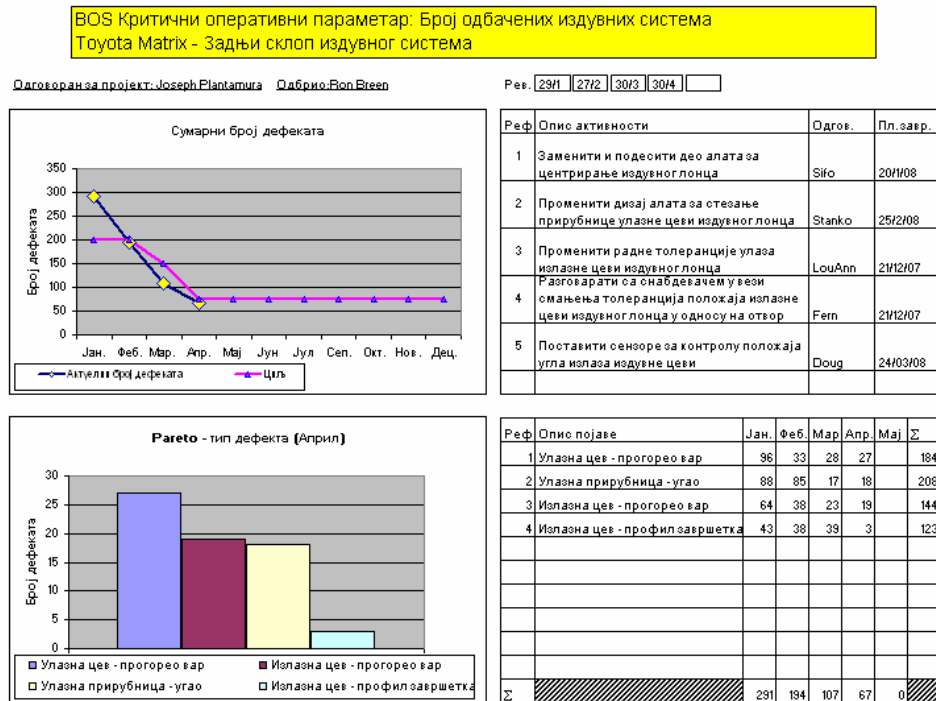 BOS Критични оперативни параметар: Број одбачених издувних система
Toyota Matrix - Задњи склоп издувног система
Одговоран за пројект: Joseph Plantamura Одбрио:Ron Breen
Рев. 29/1 27/2 30/3 30/4
Сумарни број дефеката
Број дефеката
350
300
250
200
150
100
50
0
Јан. Феб. Мар. Апр. Мај Јун Јул Сеп. Окт. Нов. Дец.
Актуелни број дефеката Циљ
Реф Опис активности Одгов. Пл.завр.
1 Заменити и подесити део алата за
центрирање издувног лонца Sifo 20/1/08
2 Променити дизај алата за стезање
прирубнице улазне цеви издувног лонца Stanko 25/2/08
3 Променити радне толеранције улаза
излазне цеви издувног лонца LouAnn 21/12/07
Разговарати са снабдевачем у вези
4 смањења толеранција положаја излазне
цеви издувног лонца у односу на отвор Fern 21/12/07
5 Поставити сензоре за контролу положаја
угла излаза издувне цеви Doug 24/03/08
Pareto - тип дефекта (Април)
Број дефеката
30
25
20
15
10
5
0
Улазна цев - прогорео вар Излазна цев - прогорео вар
Улазна прирубница - угао Излазна цев - профил завршетка
Реф Опис појаве Јан. Феб. Мар Апр. Мај Σ
1 Улазна цев - прогорео вар 96 33 28 27 184
2 Улазна прирубница - угао 88 85 17 18 208
3 Излазна цев - прогорео вар 64 38 23 19 144
4 Излазна цев - профил завршетка 43 38 39 3 123
Σ 291 194 107 67 0